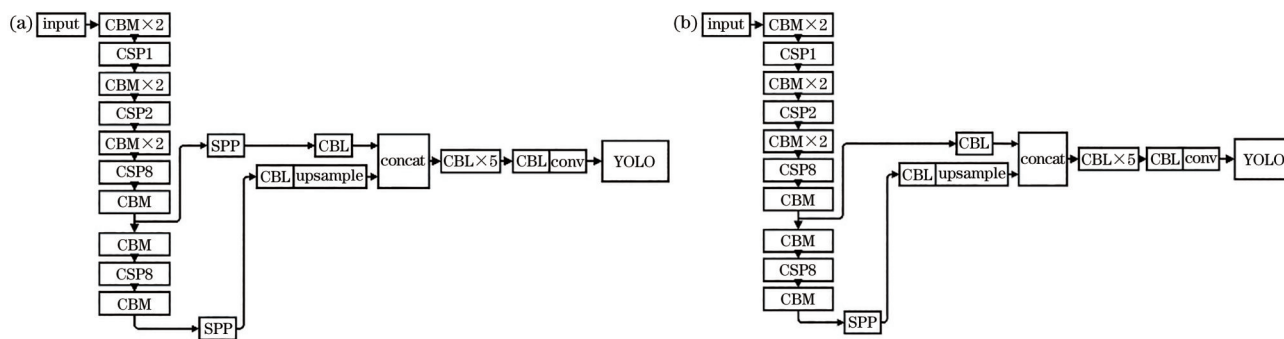 (a) input CBM×2
CSP1
CBM×2
CSP2
CBM×2
CSP8
CBM
CBM
CSP8
CBM
SPP
SPP CBL
CBL upsample
concat
CBL×5
CBL conv
YOLO
(b) input CBM×2
CSP1
CBM×2
CSP2
CBM×2
CSP8
CBM
CBM
CSP8
CBM
SPP
CBL
CBL upsample
concat
CBL×5
CBL conv
YOLO